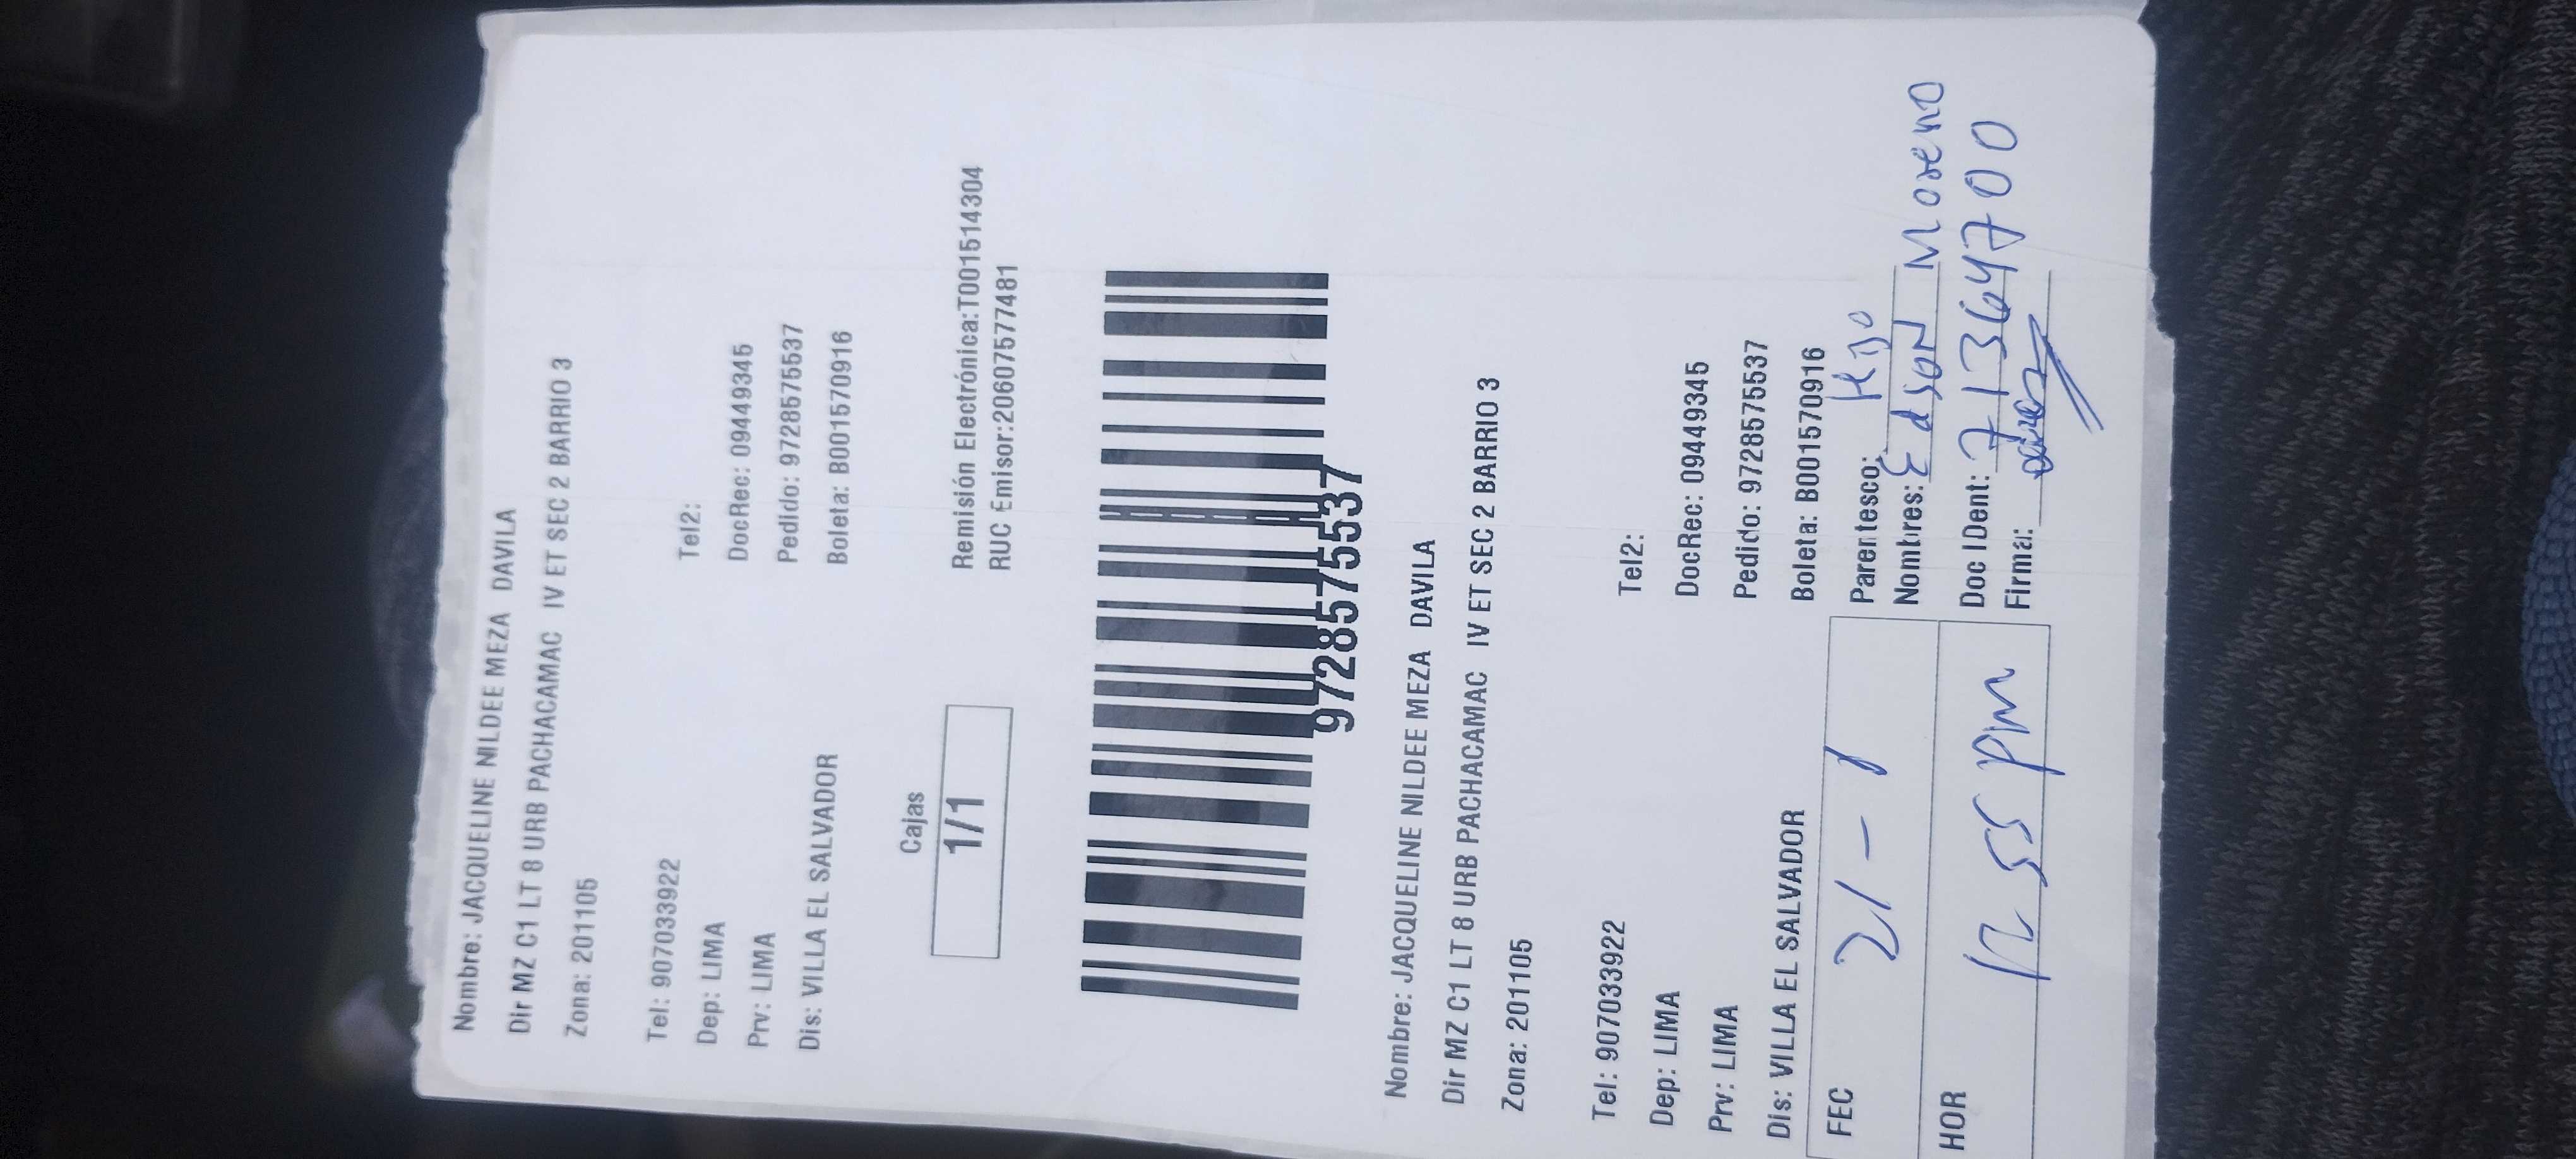 Nombre: JACQUELINE NILDEE MEZA DAVILA
Dir MZ C1 LT 8 URB PACHACAMAC IV ET SEC 2 BARRIO 3
Zona: 201105
Tel: 907033922 Tel2:
Dep: LIMA DocRec: 09449345
Prv: LIMA Pedido: 9728575537
Dis: VILLA EL SALVADOR Boleta: B001570916
Cajas
1/1
Remisión Electrónica:T001514304
RUC Emisor:20607577481
9728575537
Nombre: JACQUELINE NILDEE MEZA DAVILA
Dir MZ C1 LT 8 URB PACHACAMAC IV ET SEC 2 BARRIO 3
Zona: 201105
Tel: 907033922 Tel2:
Dep: LIMA DocRec: 09449345
Prv: LIMA Pedido: 9728575537
Dis: VILLA EL SALVADOR Boleta: B001570916
FEC 21 - Parentesco: HIJO
Nombres: Edson Moreno
HOR 12 55 pm Doc IDent: 71364700
Firma: